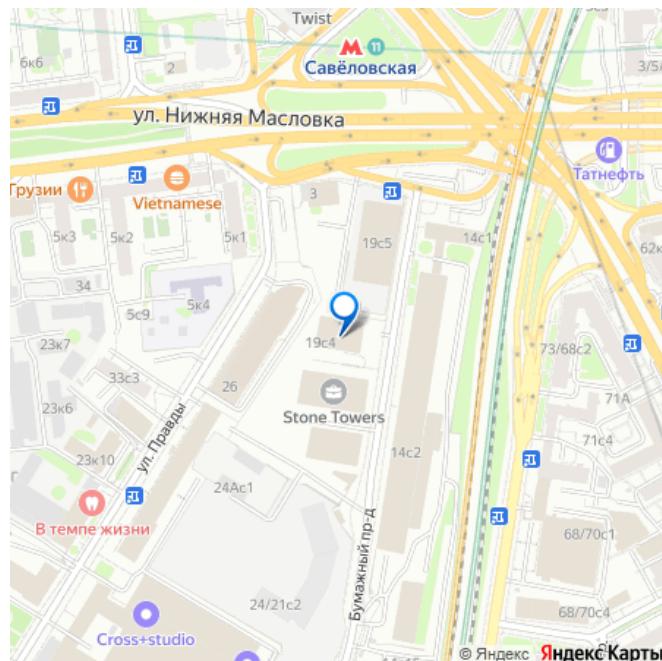 Twist
6к6
2
11
Савёловская
3/5/
ул. Нижняя Масловка
Татнефть
Грузии
Vietnamese
3
5к3
5к2
5к1
19с5
14с1
62к
34
5с9
5к4
23к7
19с4
73/68с2
33с3
26
71А
23к6
Stone Towers
71с4
ул. Правды
23к10
14с2
24Ас1
В темпе жизни
68/70с1
Бумажный пр-д
24/21с2
68/70с4
Cross+studio
© Яндекс Яндекс Карты